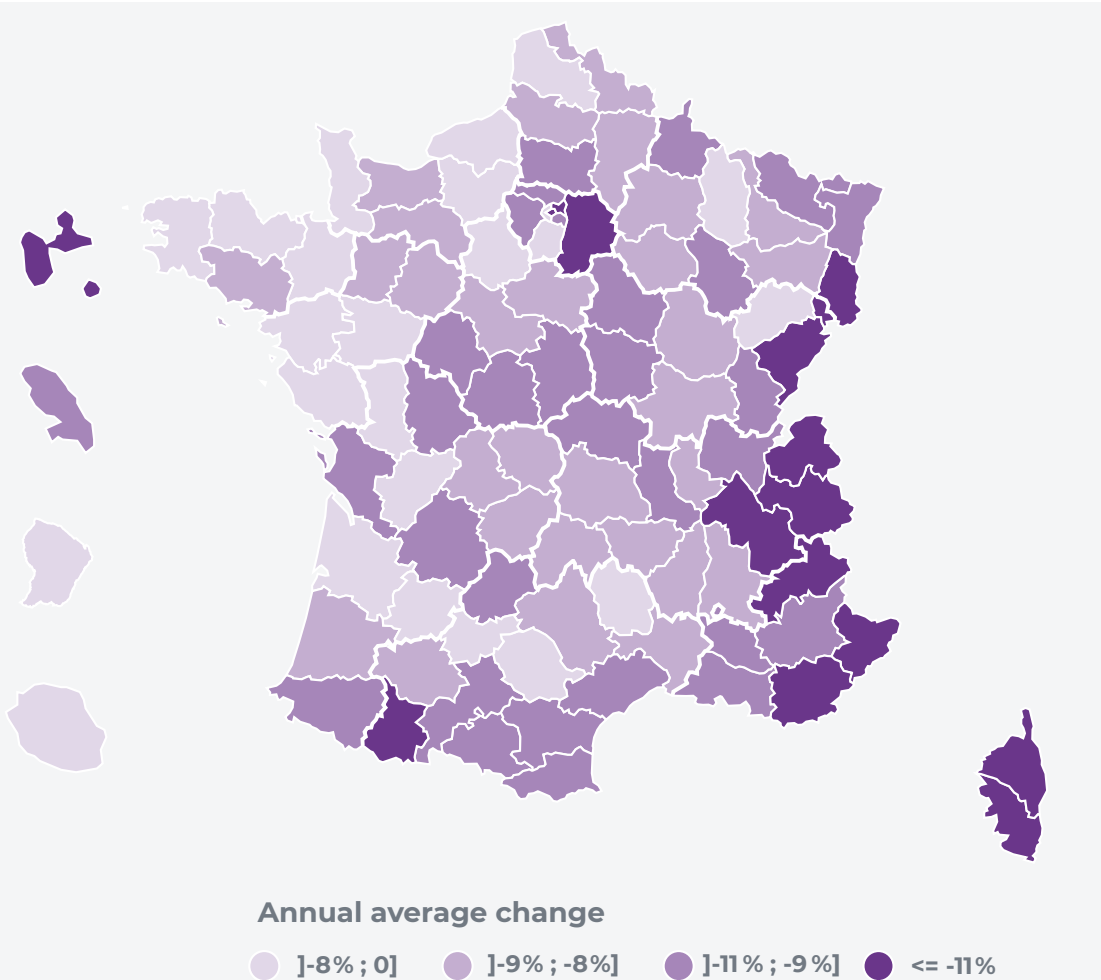 Annual average change
]-8% ; 0] ]-9% ; -8%] ]-11% ; -9%] <= -11%